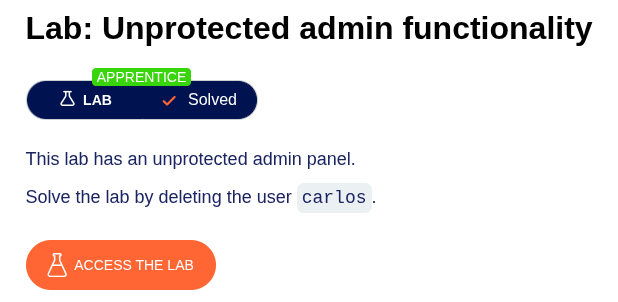 Lab: Unprotected admin functionality
APPRENTICE
LAB Solved
This lab has an unprotected admin panel.
Solve the lab by deleting the user carlos.
ACCESS THE LAB